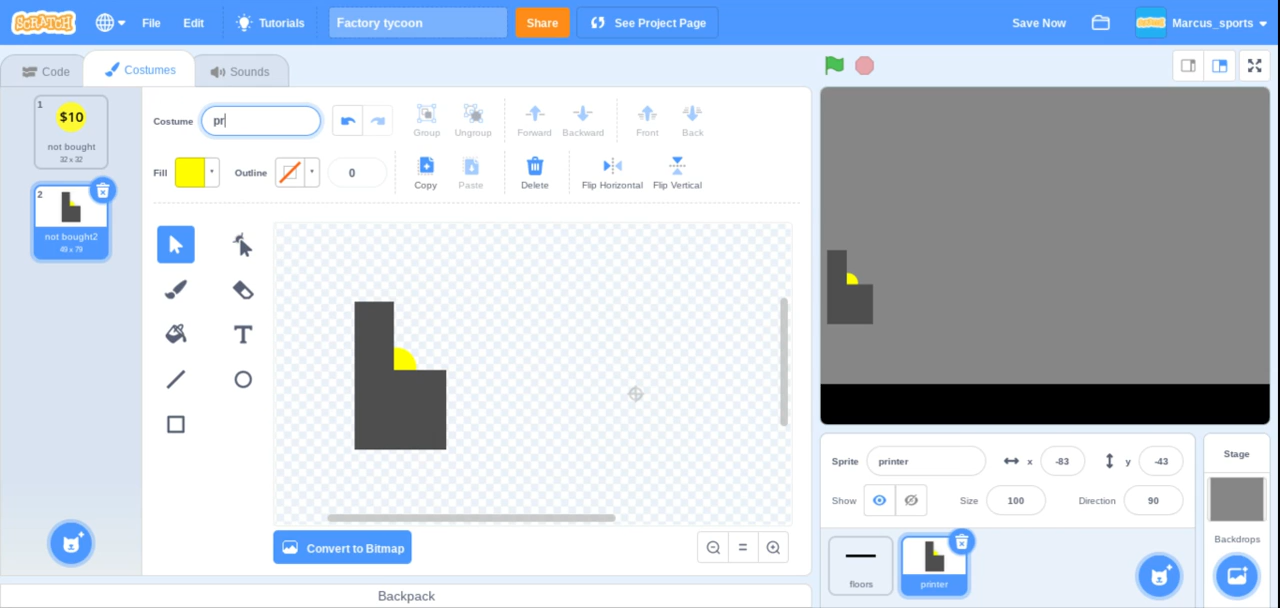 SCRATCH File Edit Tutorials Factory tycoon Share See Project Page Save Now Marcus_sports
Code Costumes Sounds
1
$10
not bought
32 x 32
2
not bought2
49 x 79
Costume pr Group Ungroup Forward Backward Front Back
Fill Outline 0 Copy Paste Delete Flip Horizontal Flip Vertical
T
Convert to Bitmap
Backpack
Sprite printer x -83 y -43
Show Size 100 Direction 90
floors
printer
Stage
Backdrops